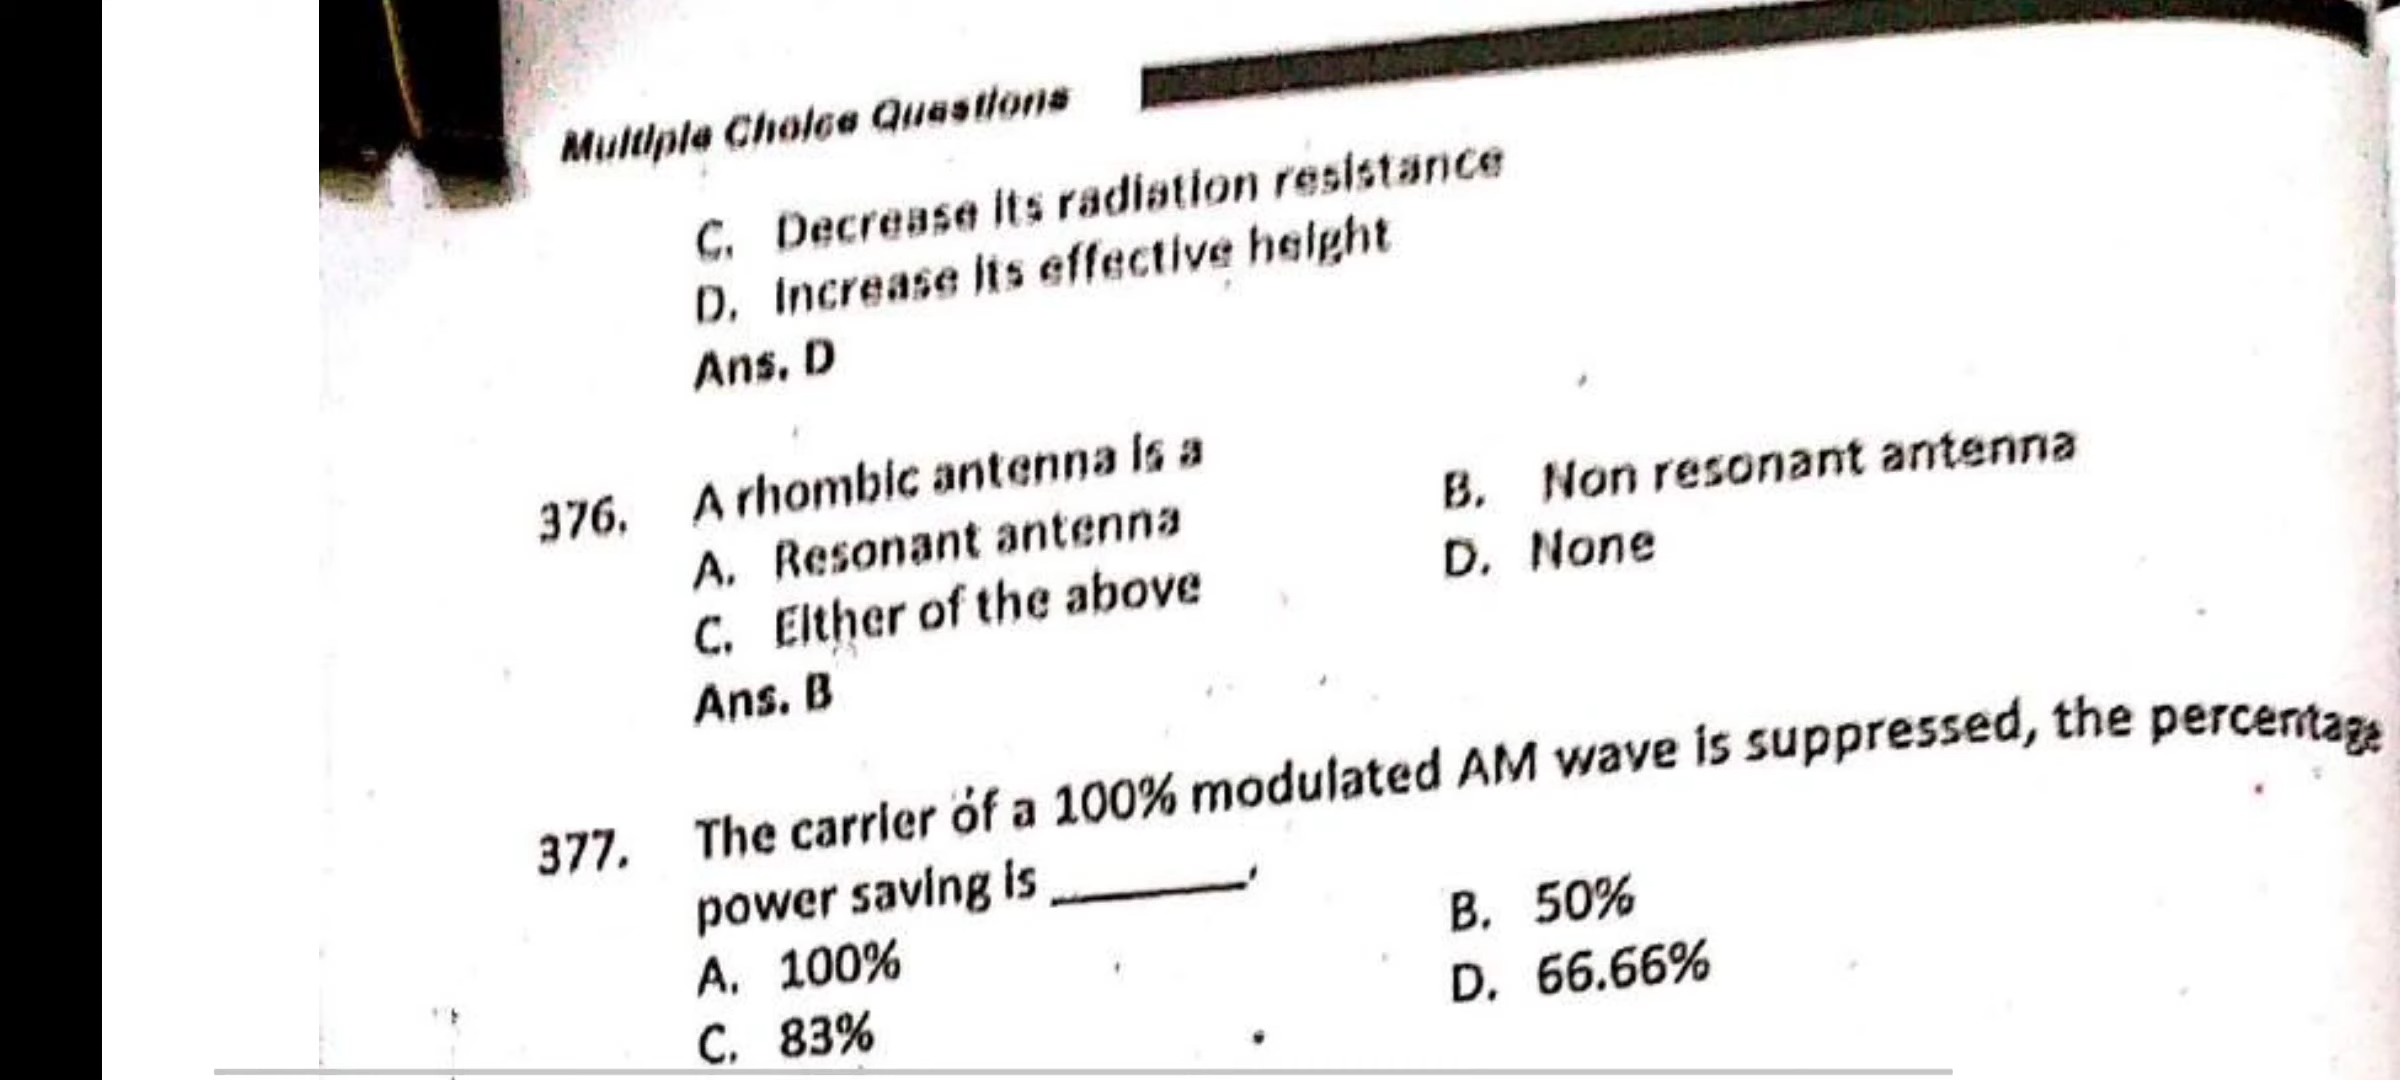 Multiple Choice Questions
C. Decrease its radiation resistance
D. Increase its effective height
Ans. D
376. A rhombic antenna is a
A. Resonant antenna B. Non resonant antenna
C. Either of the above D. None
Ans. B
377. The carrier of a 100% modulated AM wave is suppressed, the percentage
power saving is ________.
A. 100% B. 50%
C. 83% D. 66.66%